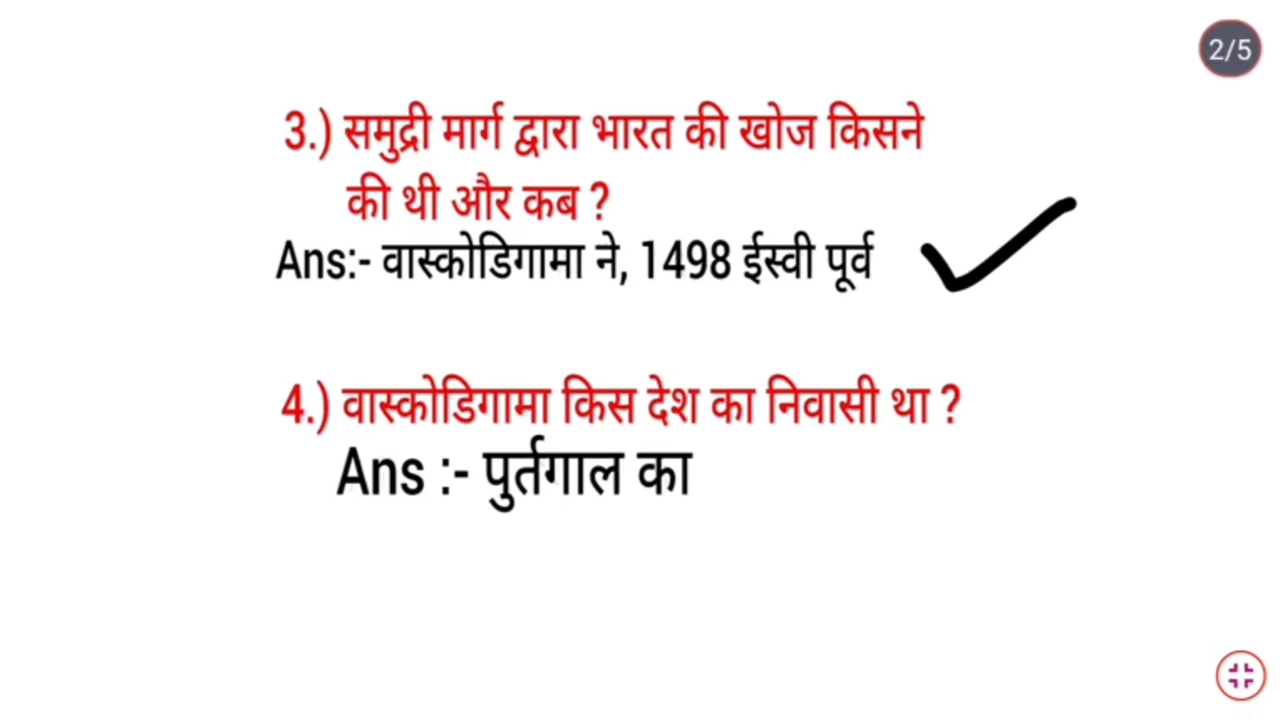 2/5
3.) समुद्री मार्ग द्वारा भारत की खोज किसने
की थी और कब ?
Ans:- वास्कोडिगामा ने, 1498 ईस्वी पूर्व
4.) वास्कोडिगामा किस देश का निवासी था ?
Ans :- पुर्तगाल का